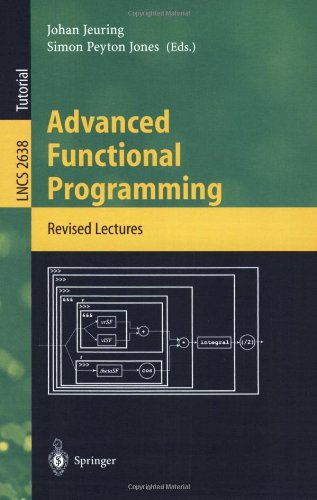 Johan Jeuring
Simon Peyton Jones (Eds.)
Tutorial
LNCS 2638
Advanced
Functional
Programming
Revised Lectures
>>>
>>>
>>>
&&&
>>>
vrSF
vlSF
+
>>>
thetaSF
cos
*
integral
(/2)
Springer